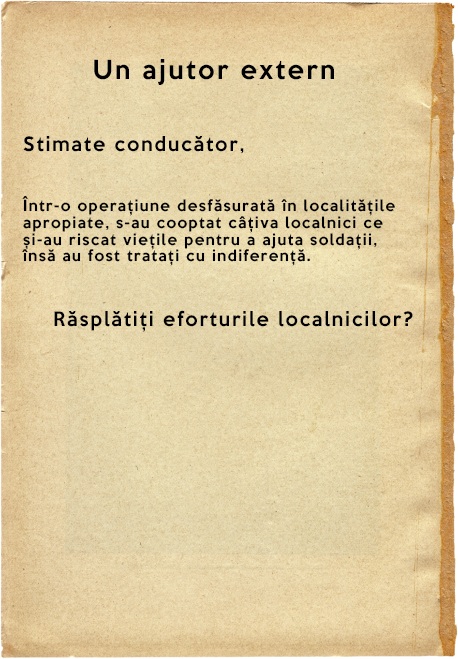 Un ajutor extern
Stimate conducător,
Într-o operațiune desfăsurată în localitățile
apropiate, s-au cooptat câțiva localnici ce
și-au riscat viețile pentru a ajuta soldații,
însă au fost tratați cu indiferență.
Răsplătiți eforturile localnicilor?